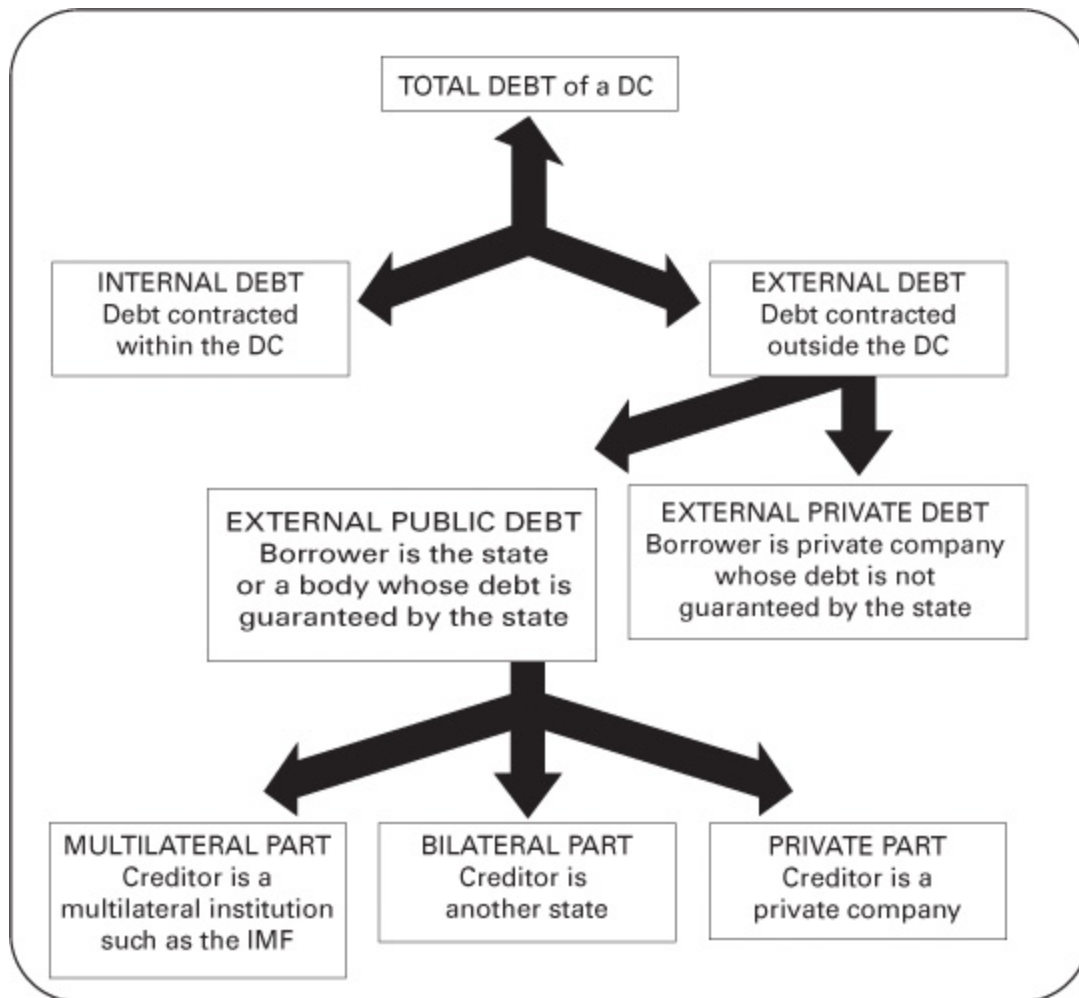 TOTAL DEBT of a DC
INTERNAL DEBT
Debt contracted
within the DC
EXTERNAL DEBT
Debt contracted
outside the DC
EXTERNAL PUBLIC DEBT
Borrower is the state
or a body whose debt is
guaranteed by the state
EXTERNAL PRIVATE DEBT
Borrower is private company
whose debt is not
guaranteed by the state
MULTILATERAL PART
Creditor is a
multilateral institution
such as the IMF
BILATERAL PART
Creditor is
another state
PRIVATE PART
Creditor is a
private company